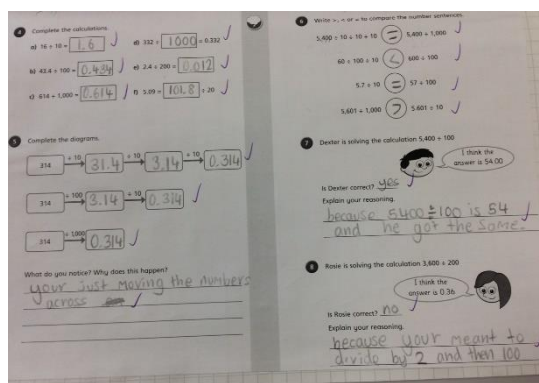 4 Complete the calculations.
a) 16 ÷ 10 = 1.6
d) 332 ÷ 1000 = 0.332
b) 43.4 ÷ 100 = 0.434
e) 2.4 ÷ 200 = 0.012
c) 614 ÷ 1,000 = 0.614
f) 5.09 = 101.8 ÷ 20
5 Complete the diagrams.
314 ÷ 10 31.4 ÷ 10 3.14 ÷ 10 0.314
314 ÷ 100 3.14 ÷ 10 0.314
314 ÷ 1,000 0.314
What do you notice? Why does this happen?
your just moving the numbers
across
6 Write >, < or = to compare the number sentences.
5,400 ÷ 10 ÷ 10 ÷ 10 = 5,400 ÷ 1,000
60 ÷ 100 ÷ 10 < 600 ÷ 100
5.7 ÷ 10 = 57 ÷ 100
5,601 ÷ 1,000 > 5.601 ÷ 10
7 Dexter is solving the calculation 5,400 ÷ 100
I think the
answer is 54.00
Is Dexter correct? yes
Explain your reasoning.
because 5400 ÷ 100 is 54
and he got the same.
8 Rosie is solving the calculation 3,600 ÷ 200
I think the
answer is 0.36
Is Rosie correct? no
Explain your reasoning.
because your meant to
divide by 2 and then 100